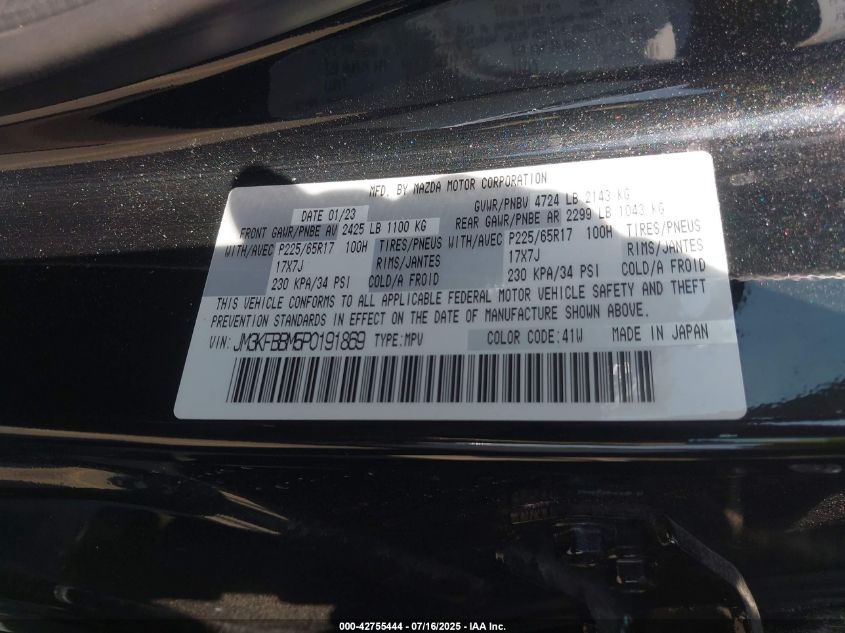 MFD. BY MAZDA MOTOR CORPORATION
DATE 01/23 GVWR/PNBV 4724 LB 2143 KG
FRONT GAWR/PNBE AV 2425 LB 1100 KG REAR GAWR/PNBE AR 2299 LB 1043 KG
WITH/AVEC P225/65R17 100H TIRES/PNEUS WITH/AVEC P225/65R17 100H TIRES/PNEUS
17X7J RIMS/JANTES 17X7J RIMS/JANTES
230 KPA/34 PSI COLD/A FROID 230 KPA/34 PSI COLD/A FROID
THIS VEHICLE CONFORMS TO ALL APPLICABLE FEDERAL MOTOR VEHICLE SAFETY AND THEFT
PREVENTION STANDARDS IN EFFECT ON THE DATE OF MANUFACTURE SHOWN ABOVE.
VIN: JM3KFBBM5P0191869 TYPE:MPV COLOR CODE:41W MADE IN JAPAN
000-42755444 / 07/16/2025 - IAA Inc.